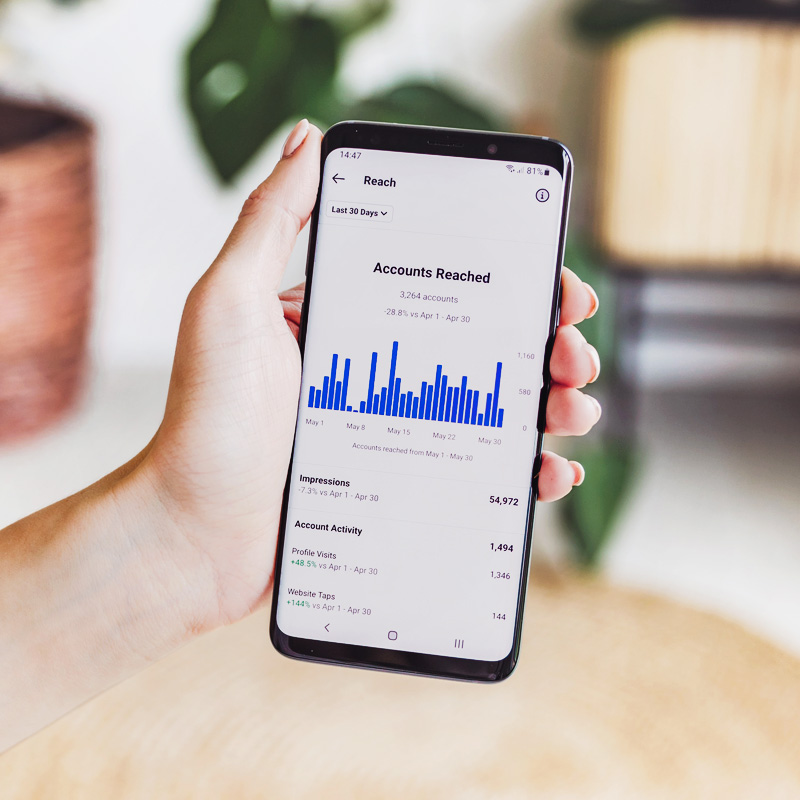 14:47
81%
Reach
Last 30 Days
Accounts Reached
3,264 accounts
-28.8% vs Apr 1 - Apr 30
1,160
580
0
May 1 May 8 May 15 May 22 May 30
Accounts reached from May 1 - May 30
Impressions
54,972
-7.3% vs Apr 1 - Apr 30
Account Activity
1,494
Profile Visits
1,346
+48.5% vs Apr 1 - Apr 30
Website Taps
144
+144% vs Apr 1 - Apr 30